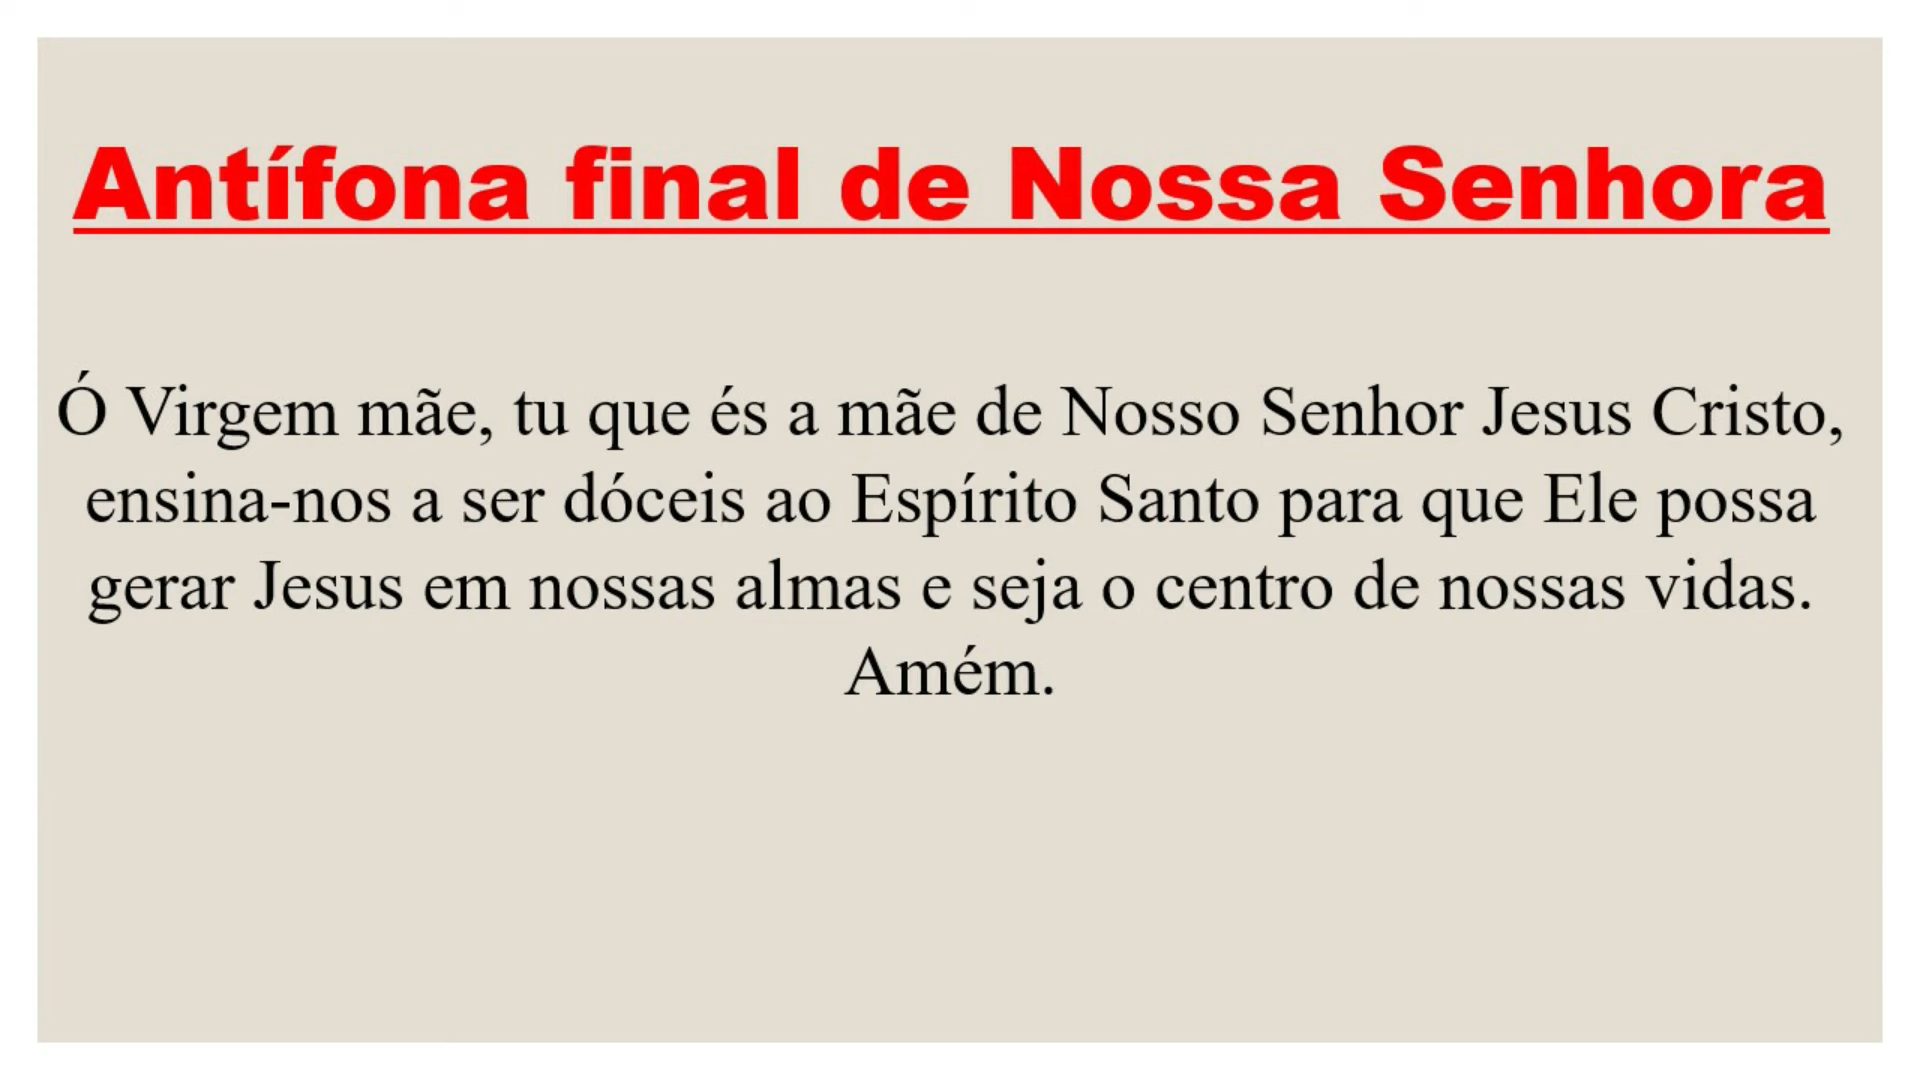 Antífona final de Nossa Senhora
Ó Virgem mãe, tu que és a mãe de Nosso Senhor Jesus Cristo,
ensina-nos a ser dóceis ao Espírito Santo para que Ele possa
gerar Jesus em nossas almas e seja o centro de nossas vidas.
Amém.